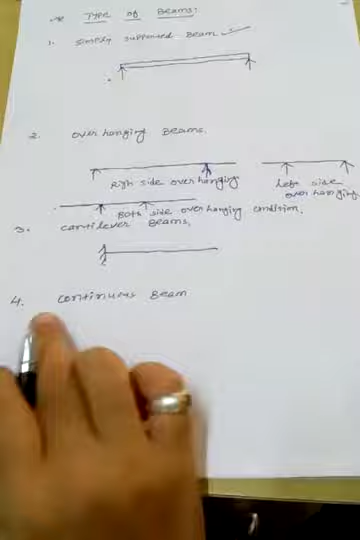 * Type of Beams:
1. Simply supported Beam
2. over hanging Beams.
Righ side over hanging
Left side over hanging
Both side over hanging condition.
3. cantilever Beams.
4. continuous Beam